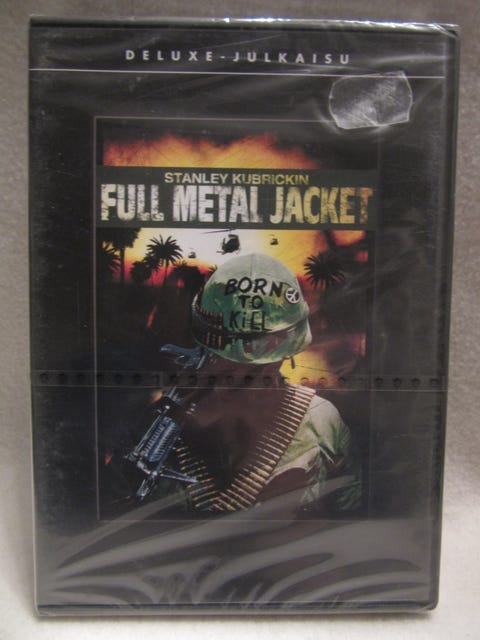 DELUXE-JULKAISU
STANLEY KUBRICKIN
FULL METAL JACKET
BORN
TO
KiLL